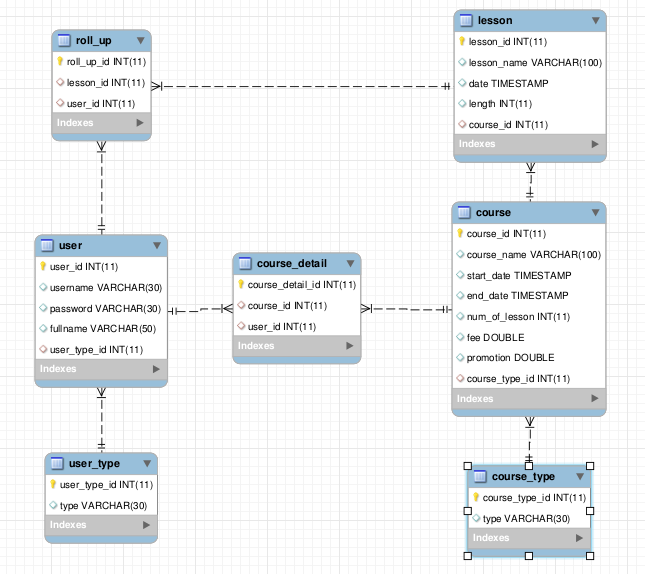 roll_up
roll_up_id INT(11)
lesson_id INT(11)
user_id INT(11)
Indexes
lesson
lesson_id INT(11)
lesson_name VARCHAR(100)
date TIMESTAMP
length INT(11)
course_id INT(11)
Indexes
user
user_id INT(11)
username VARCHAR(30)
password VARCHAR(30)
fullname VARCHAR(50)
user_type_id INT(11)
Indexes
course_detail
course_detail_id INT(11)
course_id INT(11)
user_id INT(11)
Indexes
course
course_id INT(11)
course_name VARCHAR(100)
start_date TIMESTAMP
end_date TIMESTAMP
num_of_lesson INT(11)
fee DOUBLE
promotion DOUBLE
course_type_id INT(11)
Indexes
user_type
user_type_id INT(11)
type VARCHAR(30)
Indexes
course_type
course_type_id INT(11)
type VARCHAR(30)
Indexes